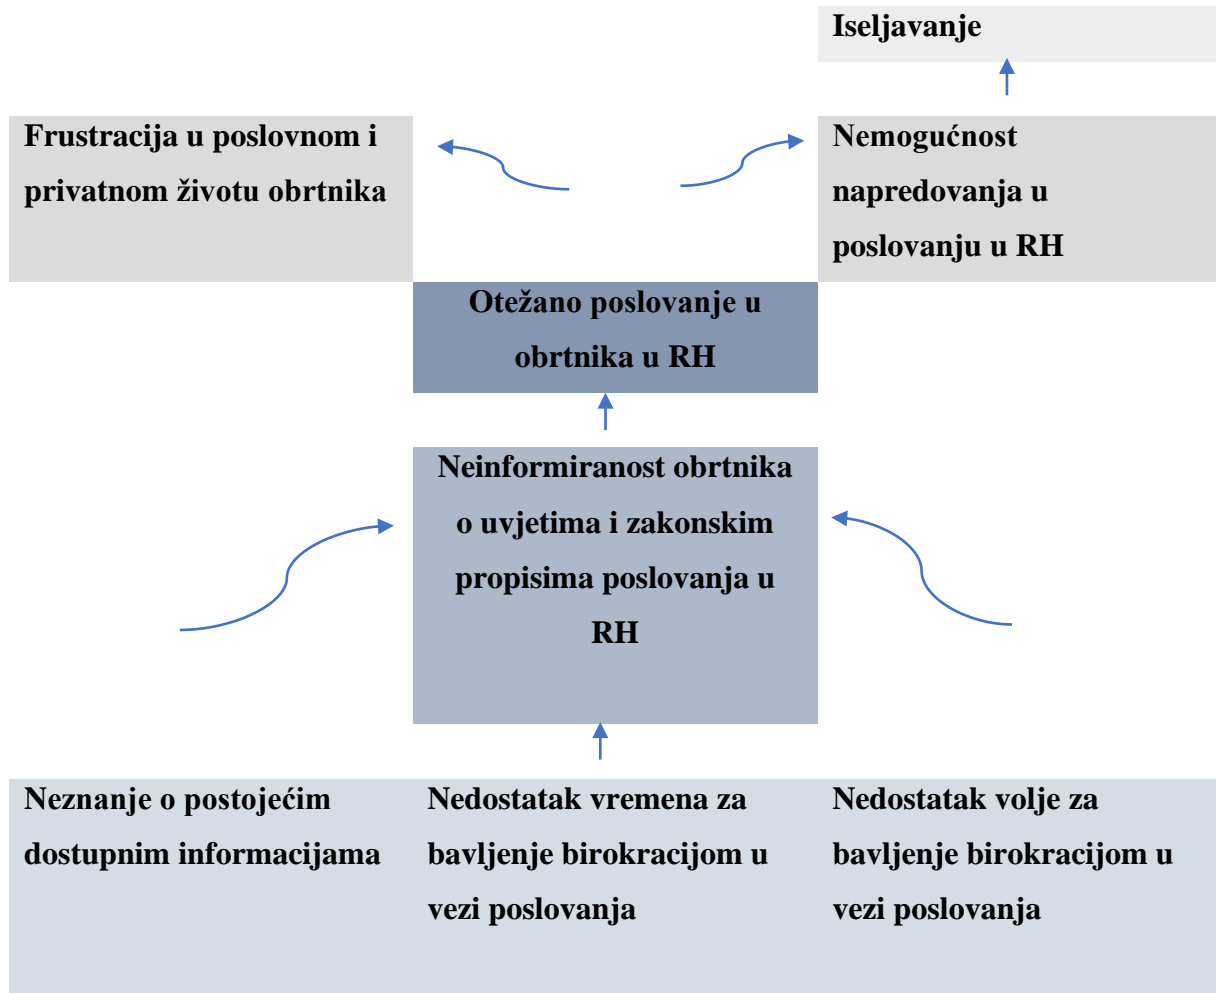 Iseljavanje
Frustracija u poslovnom i
privatnom životu obrtnika
Nemogućnost
napredovanja u
poslovanju u RH
Otežano poslovanje u
obrtnika u RH
Neinformiranost obrtnika
o uvjetima i zakonskim
propisima poslovanja u
RH
Neznanje o postojećim
dostupnim informacijama
Nedostatak vremena za
bavljenje birokracijom u
vezi poslovanja
Nedostatak volje za
bavljenje birokracijom u
vezi poslovanja